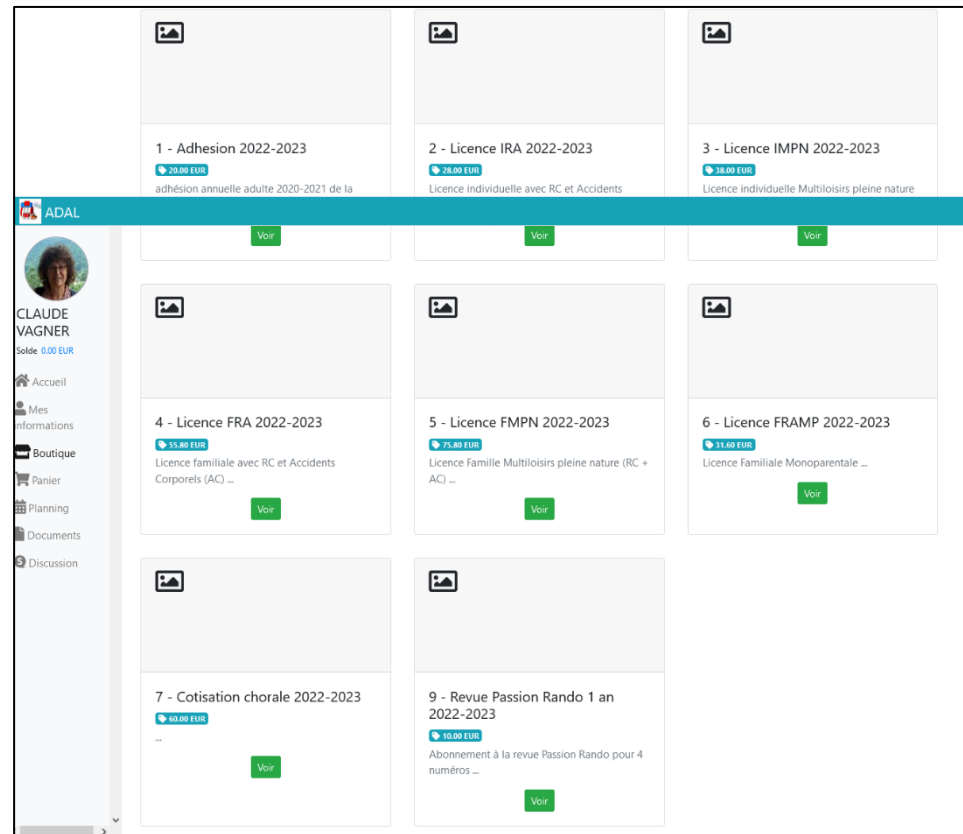 1 - Adhesion 2022-2023
20.00 EUR
adhésion annuelle adulte 2020-2021 de la
2 - Licence IRA 2022-2023
28.00 EUR
Licence individuelle avec RC et Accidents
3 - Licence IMPN 2022-2023
38.00 EUR
Licence individuelle Multiloisirs pleine nature
ADAL
Voir
Voir
Voir
CLAUDE
VAGNER
Solde 0.00 EUR
Accueil
Mes
informations
Boutique
Panier
Planning
Documents
Discussion
4 - Licence FRA 2022-2023
55.80 EUR
Licence familiale avec RC et Accidents
Corporels (AC) ...
Voir
5 - Licence FMPN 2022-2023
75.80 EUR
Licence Famille Multiloisirs pleine nature (RC +
AC) ...
Voir
6 - Licence FRAMP 2022-2023
31.60 EUR
Licence Familiale Monoparentale ...
Voir
7 - Cotisation chorale 2022-2023
60.00 EUR
...
Voir
9 - Revue Passion Rando 1 an
2022-2023
10.00 EUR
Abonnement à la revue Passion Rando pour 4
numéros ...
Voir